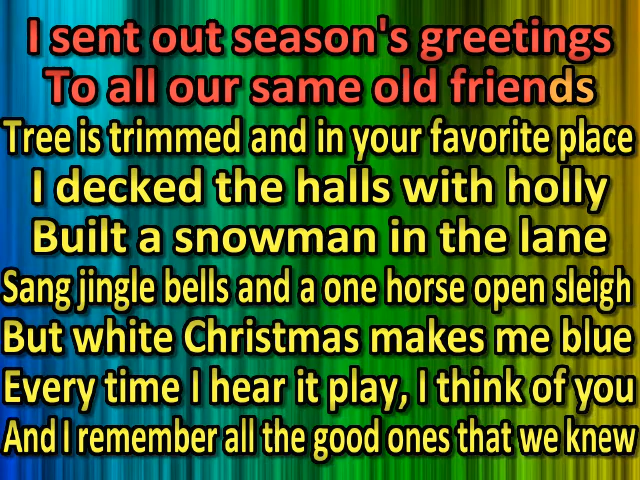 I sent out season's greetings
To all our same old friends
Tree is trimmed and in your favorite place
I decked the halls with holly
Built a snowman in the lane
Sang jingle bells and a one horse open sleigh
But white Christmas makes me blue
Every time I hear it play, I think of you
And I remember all the good ones that we knew